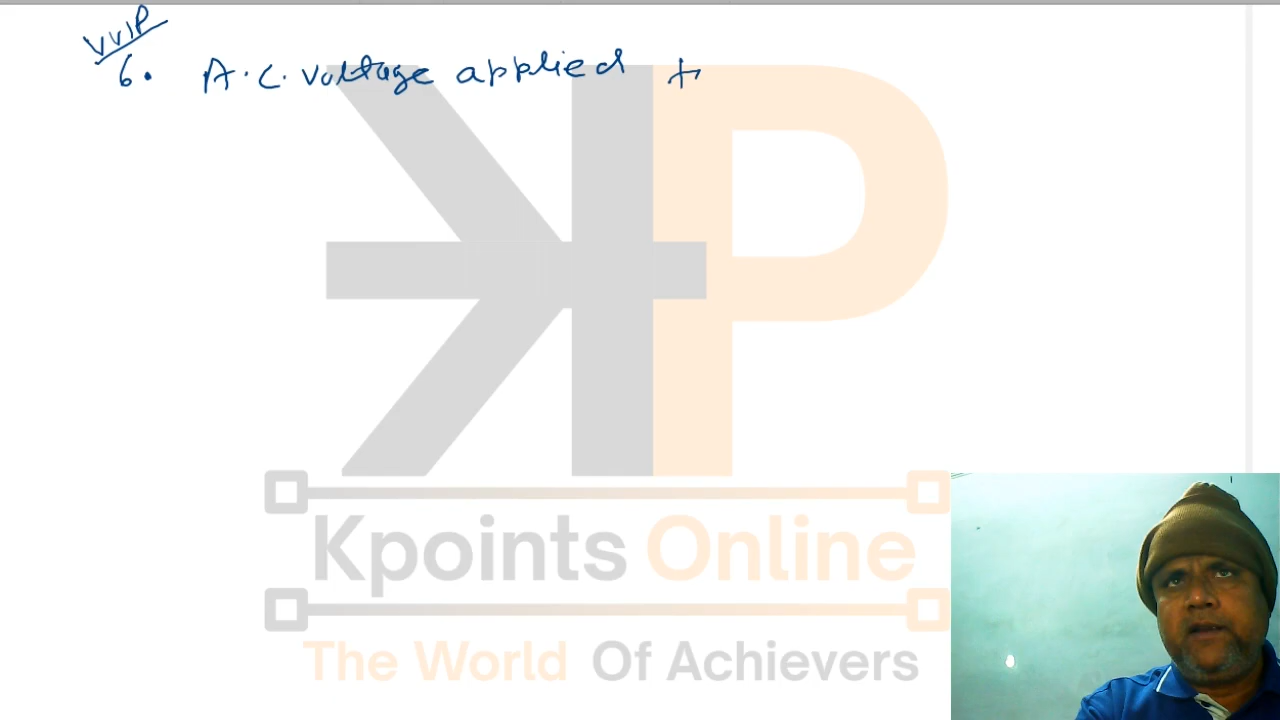 VVIP
6. A.C. Voltage applied t
Kpoints Online
The World Of Achievers